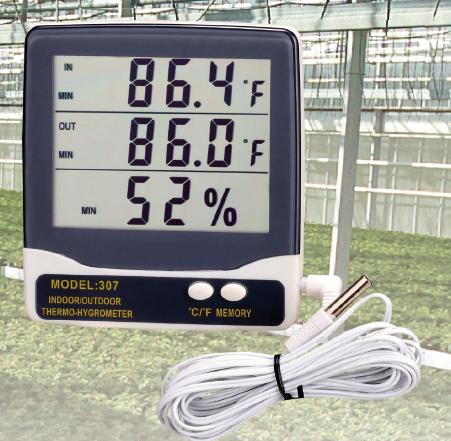 IN
MIN
86.4°F
OUT
MIN
86.0°F
MIN
52%
MODEL:307
INDOOR/OUTDOOR
THERMO-HYGROMETER
°C/°F MEMORY